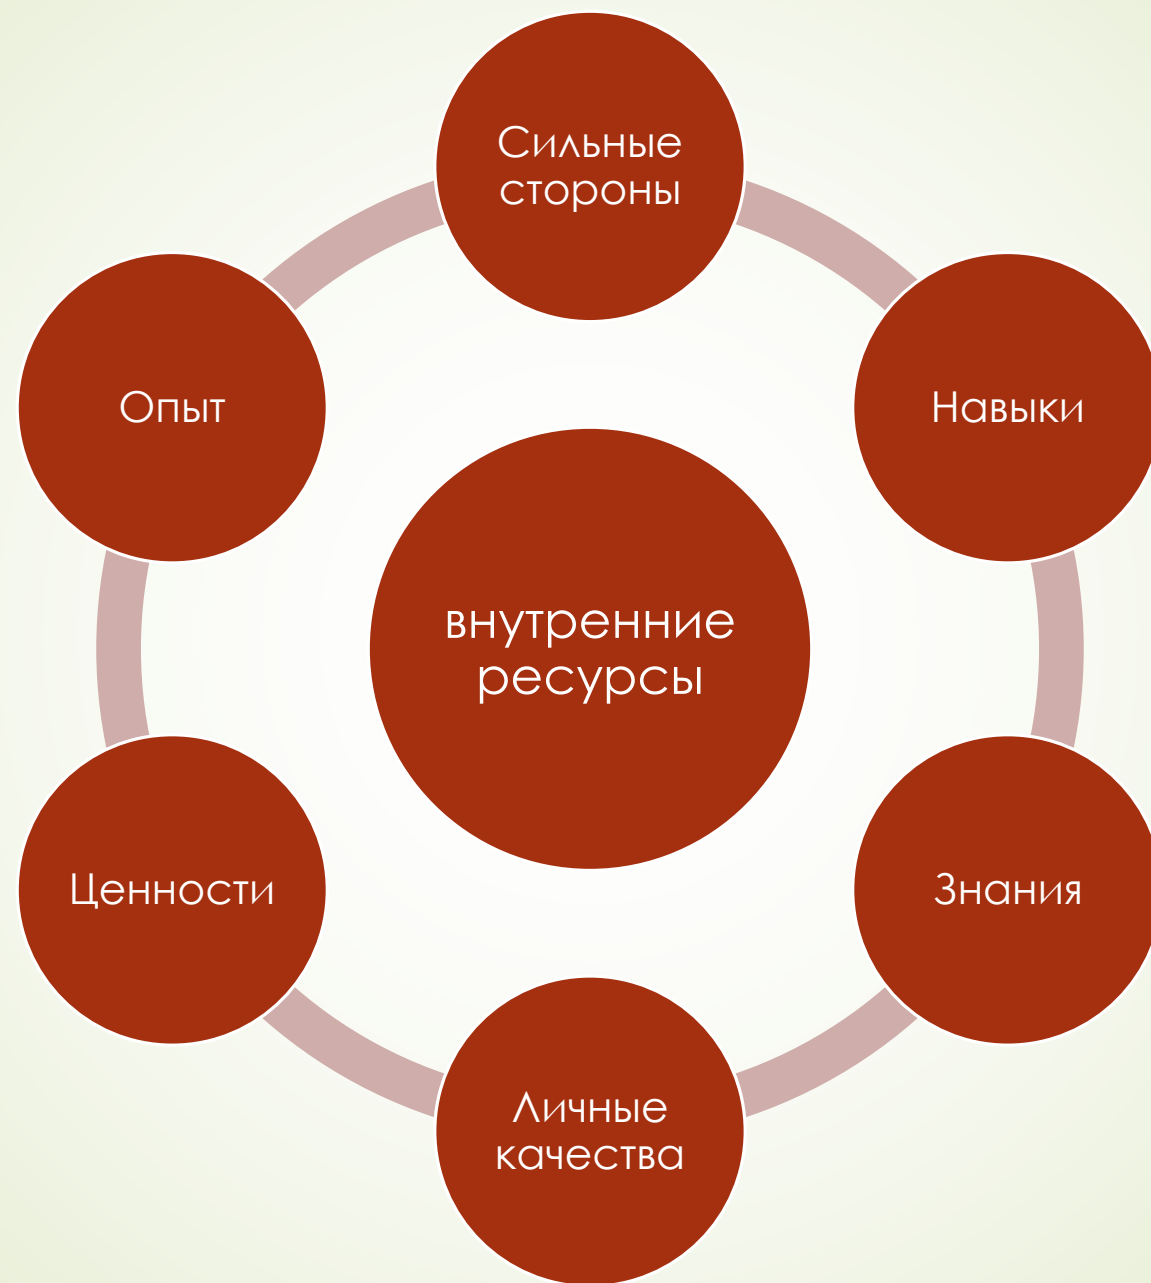 Сильные
стороны
Опыт
Навыки
внутренние
ресурсы
Ценности
Знания
Личные
качества